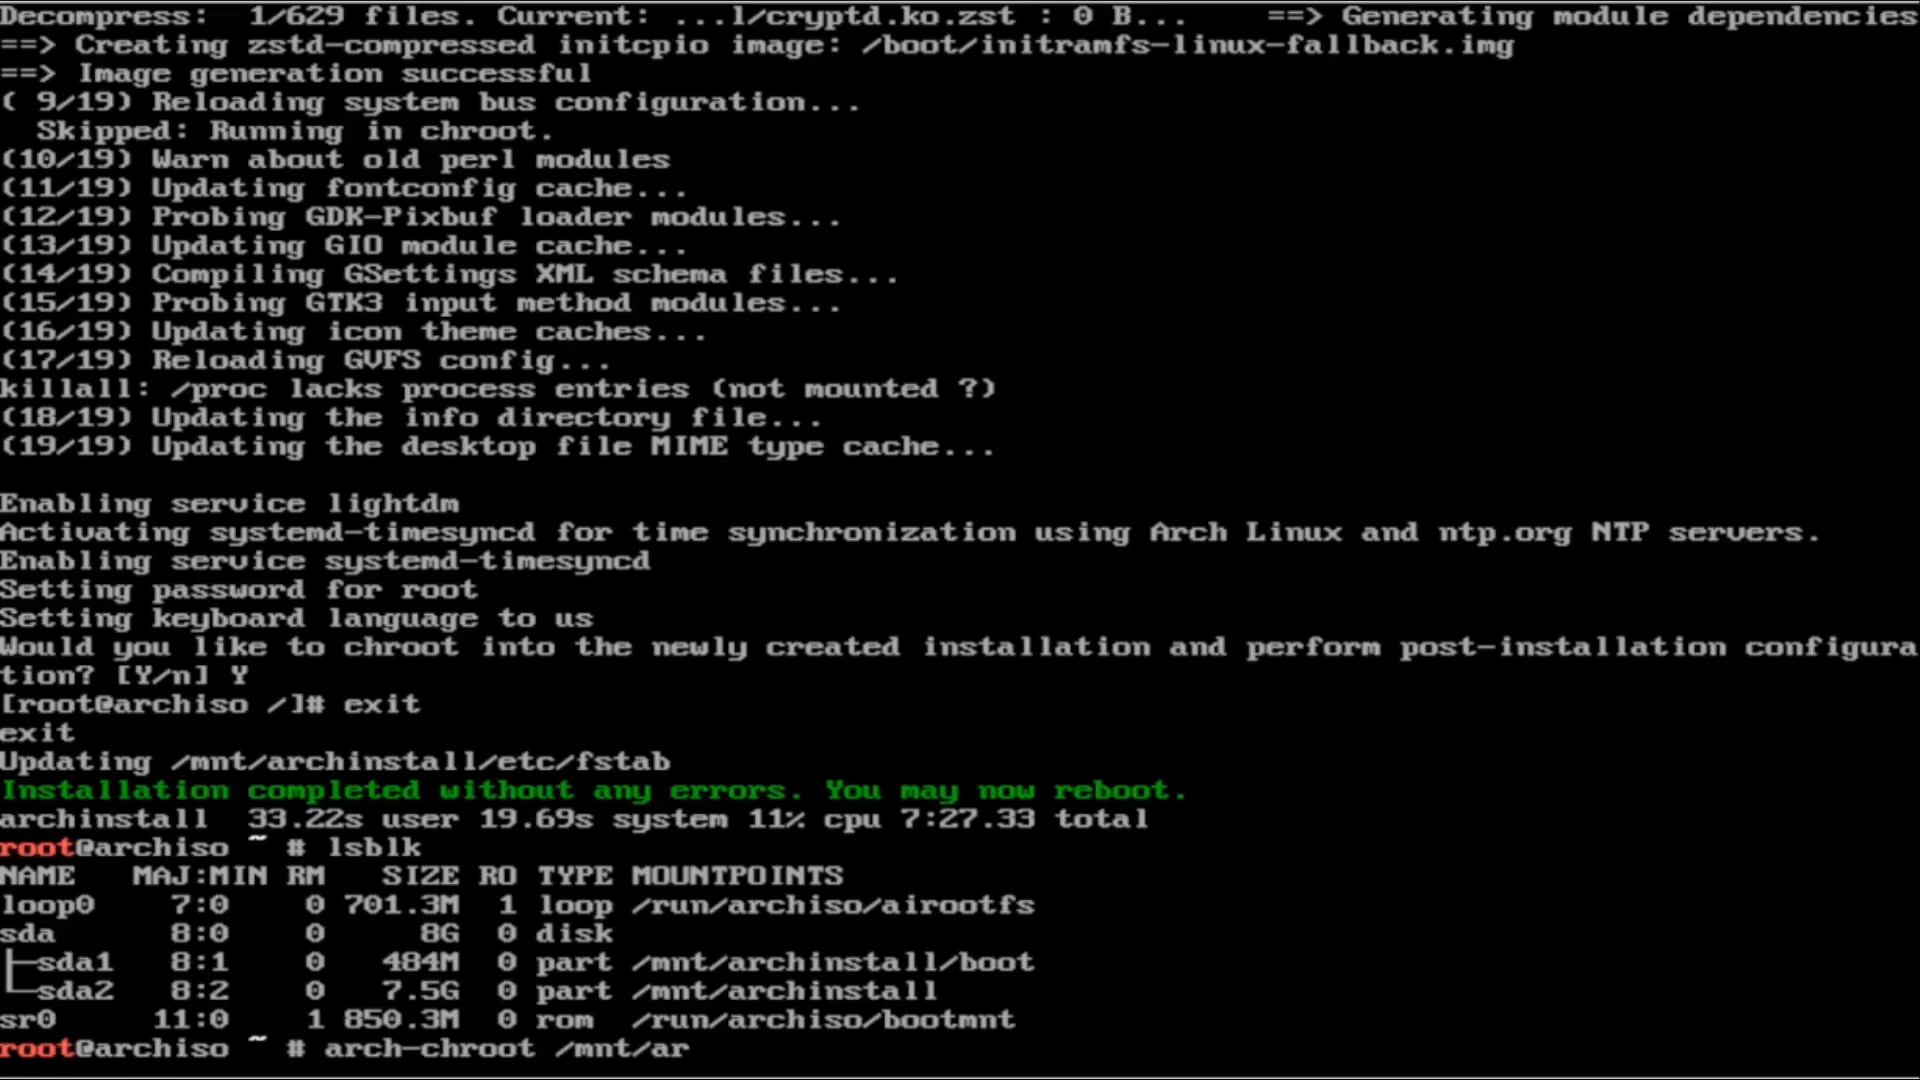 Decompress:  1/629 files. Current: ...l/cryptd.ko.zst : 0 B...    ==> Generating module dependencies
==> Creating zstd-compressed initcpio image: /boot/initramfs-linux-fallback.img
==> Image generation successful
( 9/19) Reloading system bus configuration...
  Skipped: Running in chroot.
(10/19) Warn about old perl modules
(11/19) Updating fontconfig cache...
(12/19) Probing GDK-Pixbuf loader modules...
(13/19) Updating GIO module cache...
(14/19) Compiling GSettings XML schema files...
(15/19) Probing GTK3 input method modules...
(16/19) Updating icon theme caches...
(17/19) Reloading GVFS config...
killall: /proc lacks process entries (not mounted ?)
(18/19) Updating the info directory file...
(19/19) Updating the desktop file MIME type cache...
Enabling service lightdm
Activating systemd-timesyncd for time synchronization using Arch Linux and ntp.org NTP servers.
Enabling service systemd-timesyncd
Setting password for root
Setting keyboard language to us
Would you like to chroot into the newly created installation and perform post-installation configura
tion? [Y/n] Y
[root@archiso /]# exit
exit
Updating /mnt/archinstall/etc/fstab
Installation completed without any errors. You may now reboot.
archinstall  33.22s user 19.69s system 11% cpu 7:27.33 total
root@archiso ~ # lsblk
NAME   MAJ:MIN RM   SIZE RO TYPE MOUNTPOINTS
loop0    7:0    0 701.3M  1 loop /run/archiso/airootfs
sda      8:0    0     8G  0 disk
├─sda1   8:1    0   484M  0 part /mnt/archinstall/boot
└─sda2   8:2    0   7.5G  0 part /mnt/archinstall
sr0     11:0    1 850.3M  0 rom  /run/archiso/bootmnt
root@archiso ~ # arch-chroot /mnt/ar